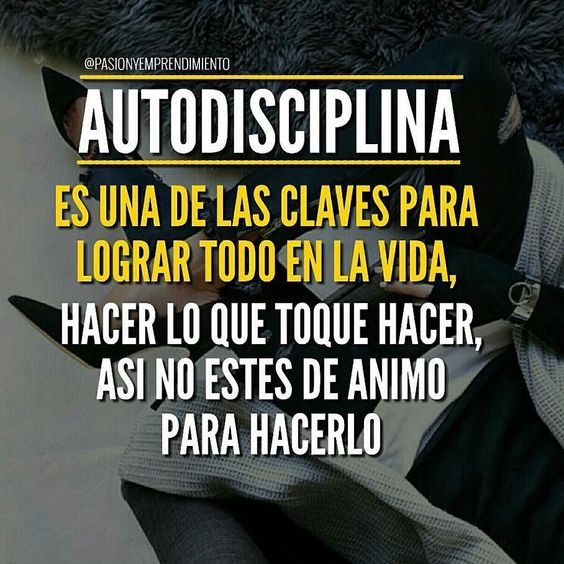 @PASIONYEMPRENDIMIENTO
AUTODISCIPLINA
ES UNA DE LAS CLAVES PARA
LOGRAR TODO EN LA VIDA,
HACER LO QUE TOQUE HACER,
ASI NO ESTES DE ANIMO
PARA HACERLO